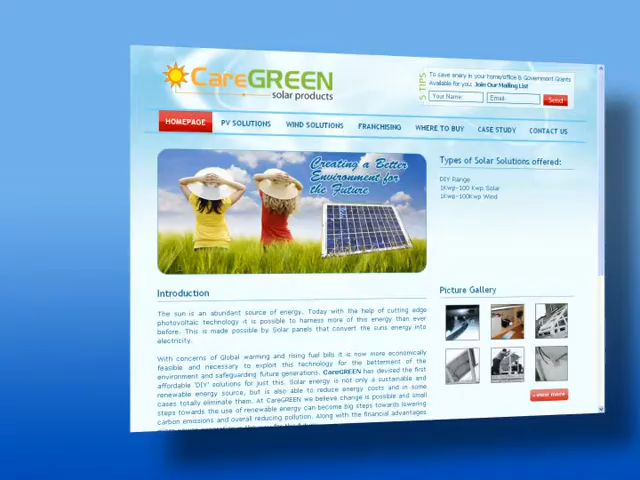 CareGREEN
solar products
5 TIPS
To save enery in your home/office & Government Grants
Available for you. Join Our Mailing List
Your Name:
Email:
Send
HOMEPAGE
PV SOLUTIONS
WIND SOLUTIONS
FRANCHISING
WHERE TO BUY
CASE STUDY
CONTACT US
Creating a Better
Environment for
the Future
Types of Solar Solutions offered:
DIY Range
1Kwp-100 Kwp Solar
1Kwp-100Kwp Wind
Introduction
The sun is an abundant source of energy. Today with the help of cutting edge
photovoltaic technology it is possible to harness more of this energy than ever
before. This is made possible by Solar panels that convert the suns energy into
electricity.
With concerns of Global warming and rising fuel bills it is now more economically
feasible and necessary to exploit this technology for the betterment of the
environment and safeguarding future generations. CareGREEN has devised the first
affordable 'DIY' solutions for just this. Solar energy is not only a sustainable and
renewable energy source, but is also able to reduce energy costs and in some
cases totally eliminate them. At CareGREEN we believe change is possible and small
steps towards the use of renewable energy can become big steps towards lowering
carbon emissions and overall reducing pollution. Along with the financial advantages
Picture Gallery